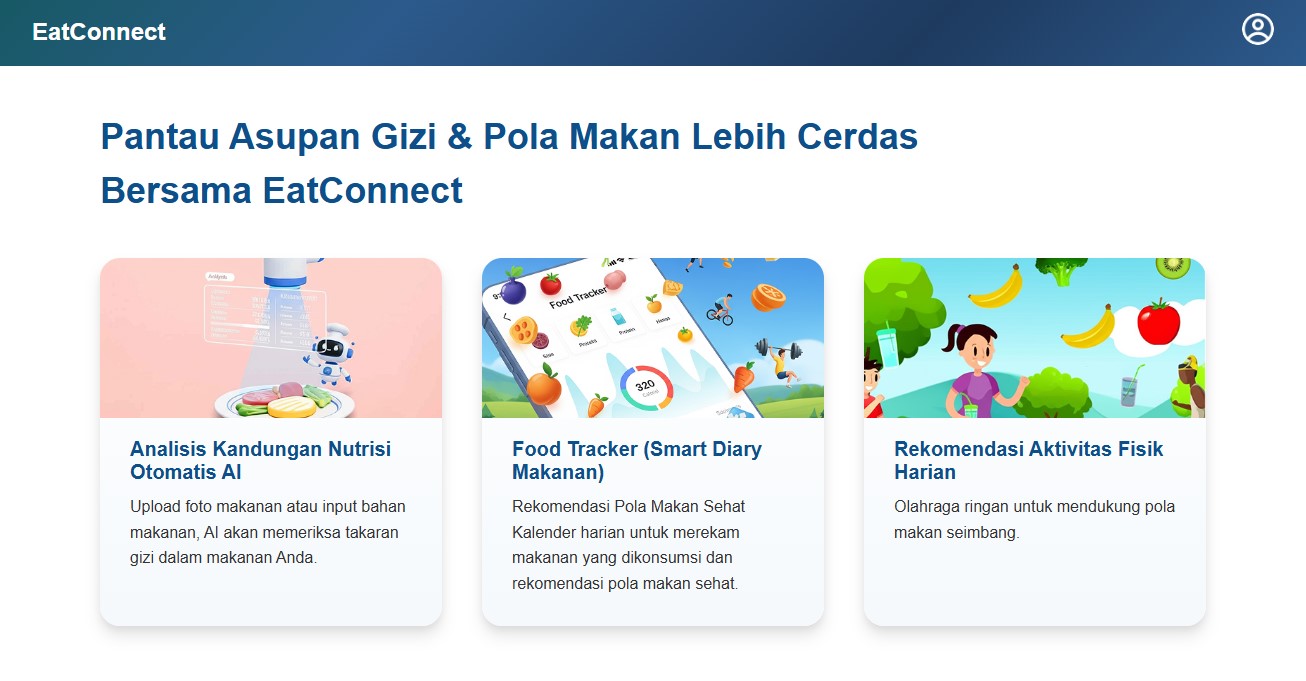 EatConnect
Pantau Asupan Gizi & Pola Makan Lebih Cerdas
Bersama EatConnect
Food Tracker
320
Analisis Kandungan Nutrisi
Otomatis AI
Upload foto makanan atau input bahan
makanan, AI akan memeriksa takaran
gizi dalam makanan Anda.
Food Tracker (Smart Diary
Makanan)
Rekomendasi Pola Makan Sehat
Kalender harian untuk merekam
makanan yang dikonsumsi dan
rekomendasi pola makan sehat.
Rekomendasi Aktivitas Fisik
Harian
Olahraga ringan untuk mendukung pola
makan seimbang.